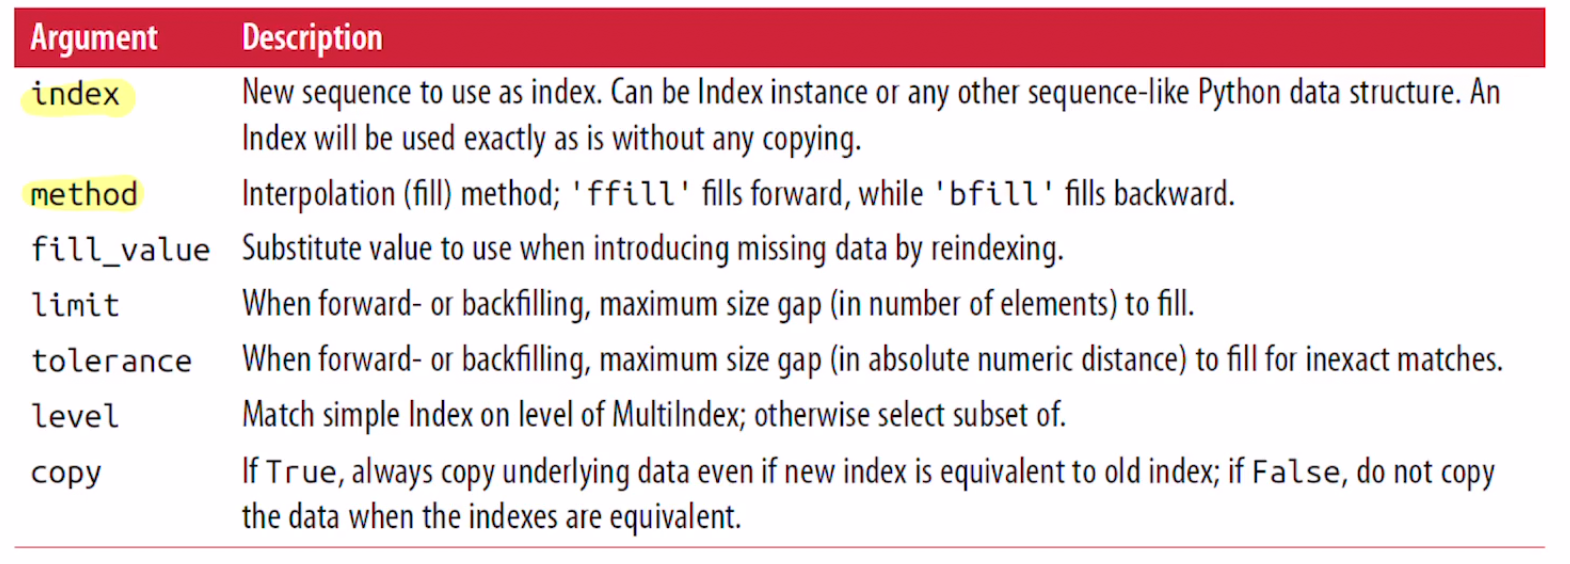 Argument Description
index New sequence to use as index. Can be Index instance or any other sequence-like Python data structure. An
Index will be used exactly as is without any copying.
method Interpolation (fill) method; 'ffill' fills forward, while 'bfill' fills backward.
fill_value Substitute value to use when introducing missing data by reindexing.
limit When forward- or backfilling, maximum size gap (in number of elements) to fill.
tolerance When forward- or backfilling, maximum size gap (in absolute numeric distance) to fill for inexact matches.
level Match simple Index on level of MultiIndex; otherwise select subset of.
copy If True, always copy underlying data even if new index is equivalent to old index; if False, do not copy
the data when the indexes are equivalent.